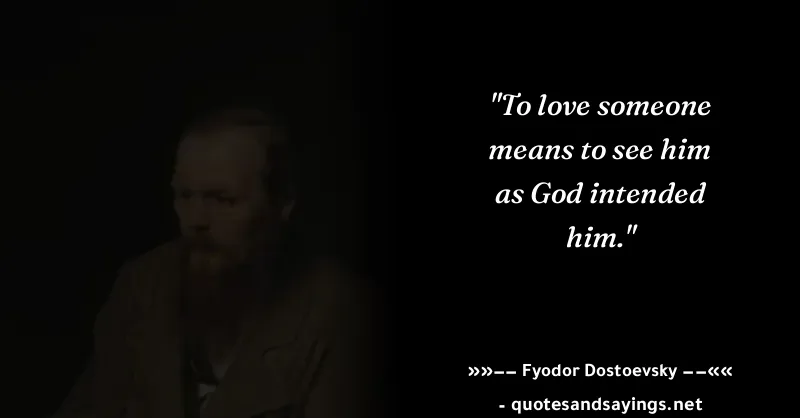 "To love someone
means to see him
as God intended
him."
»»−− Fyodor Dostoevsky −−««
- quotesandsayings.net